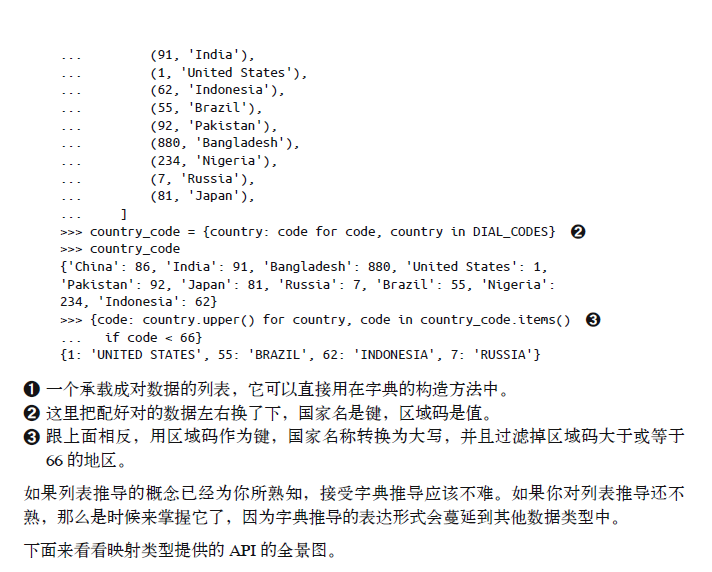 ...         (91, 'India'),
...         (1, 'United States'),
...         (62, 'Indonesia'),
...         (55, 'Brazil'),
...         (92, 'Pakistan'),
...         (880, 'Bangladesh'),
...         (234, 'Nigeria'),
...         (7, 'Russia'),
...         (81, 'Japan'),
...     ]
>>> country_code = {country: code for code, country in DIAL_CODES} ❷
>>> country_code
{'China': 86, 'India': 91, 'Bangladesh': 880, 'United States': 1,
'Pakistan': 92, 'Japan': 81, 'Russia': 7, 'Brazil': 55, 'Nigeria':
234, 'Indonesia': 62}
>>> {code: country.upper() for country, code in country_code.items() ❸
...   if code < 66}
{1: 'UNITED STATES', 55: 'BRAZIL', 62: 'INDONESIA', 7: 'RUSSIA'}
❶ 一个承载成对数据的列表，它可以直接用在字典的构造方法中。
❷ 这里把配好对的数据左右换了下，国家名是键，区域码是值。
❸ 跟上面相反，用区域码作为键，国家名称转换为大写，并且过滤掉区域码大于或等于
66 的地区。
如果列表推导的概念已经为你所熟知，接受字典推导应该不难。如果你对列表推导还不
熟，那么是时候来掌握它了，因为字典推导的表达形式会蔓延到其他数据类型中。
下面来看看映射类型提供的 API 的全景图。